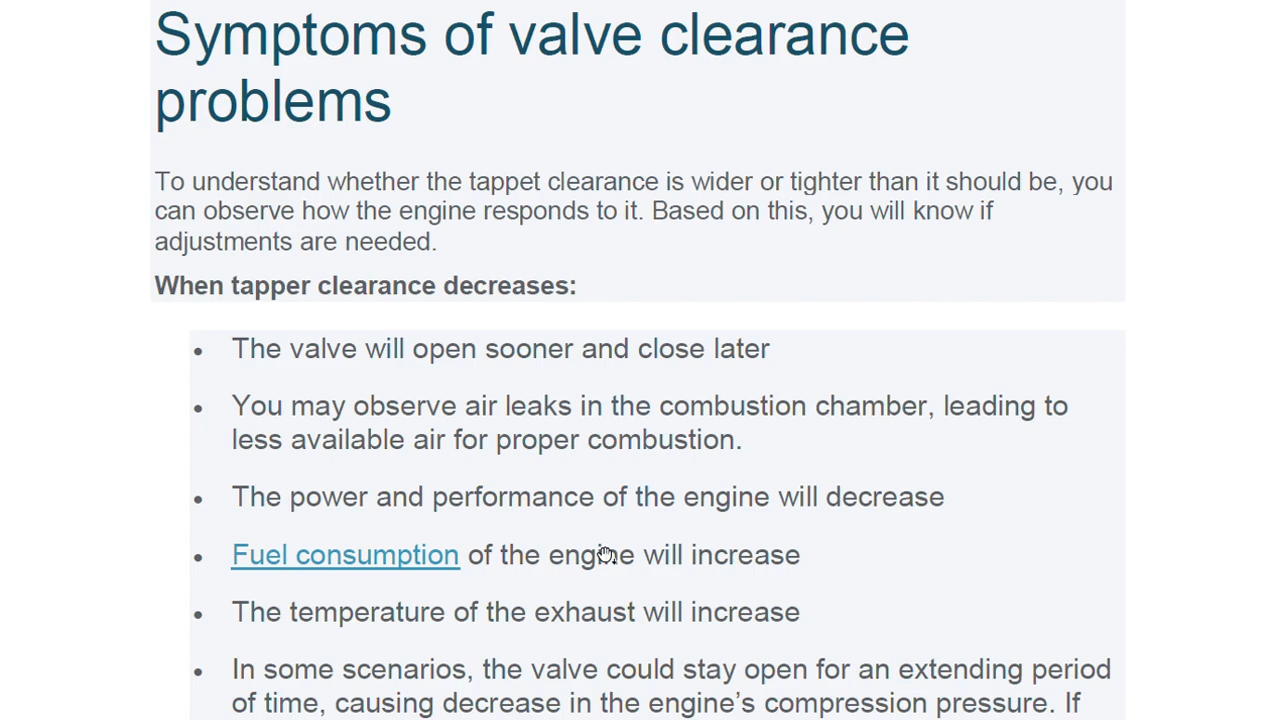 Symptoms of valve clearance
problems
To understand whether the tappet clearance is wider or tighter than it should be, you
can observe how the engine responds to it. Based on this, you will know if
adjustments are needed.
When tapper clearance decreases:
• The valve will open sooner and close later
• You may observe air leaks in the combustion chamber, leading to
less available air for proper combustion.
• The power and performance of the engine will decrease
• Fuel consumption of the engine will increase
• The temperature of the exhaust will increase
• In some scenarios, the valve could stay open for an extending period
of time, causing decrease in the engine’s compression pressure. If